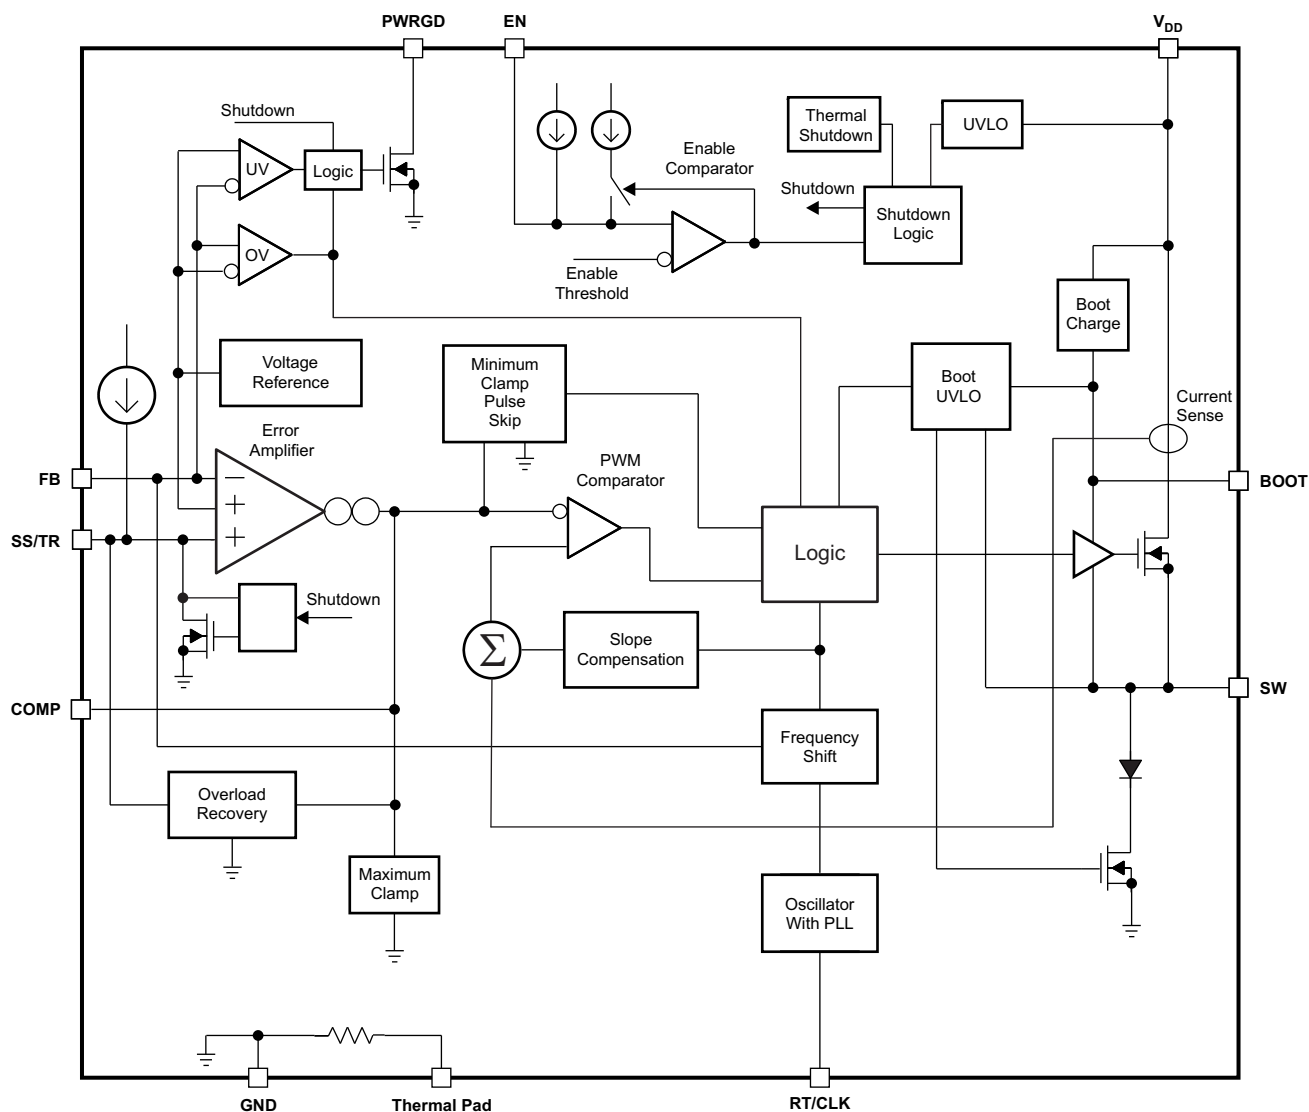 PWRGD
EN
VDD
Shutdown
UV
Logic
OV
Enable
Comparator
Enable
Threshold
Thermal
Shutdown
UVLO
Shutdown
Shutdown
Logic
Boot
Charge
Voltage
Reference
Minimum
Clamp
Pulse
Skip
Boot
UVLO
Current
Sense
Error
Amplifier
FB
−
+
+
PWM
Comparator
BOOT
SS/TR
Logic
Shutdown
Σ
Slope
Compensation
COMP
SW
Frequency
Shift
Overload
Recovery
Maximum
Clamp
Oscillator
With PLL
GND
Thermal Pad
RT/CLK